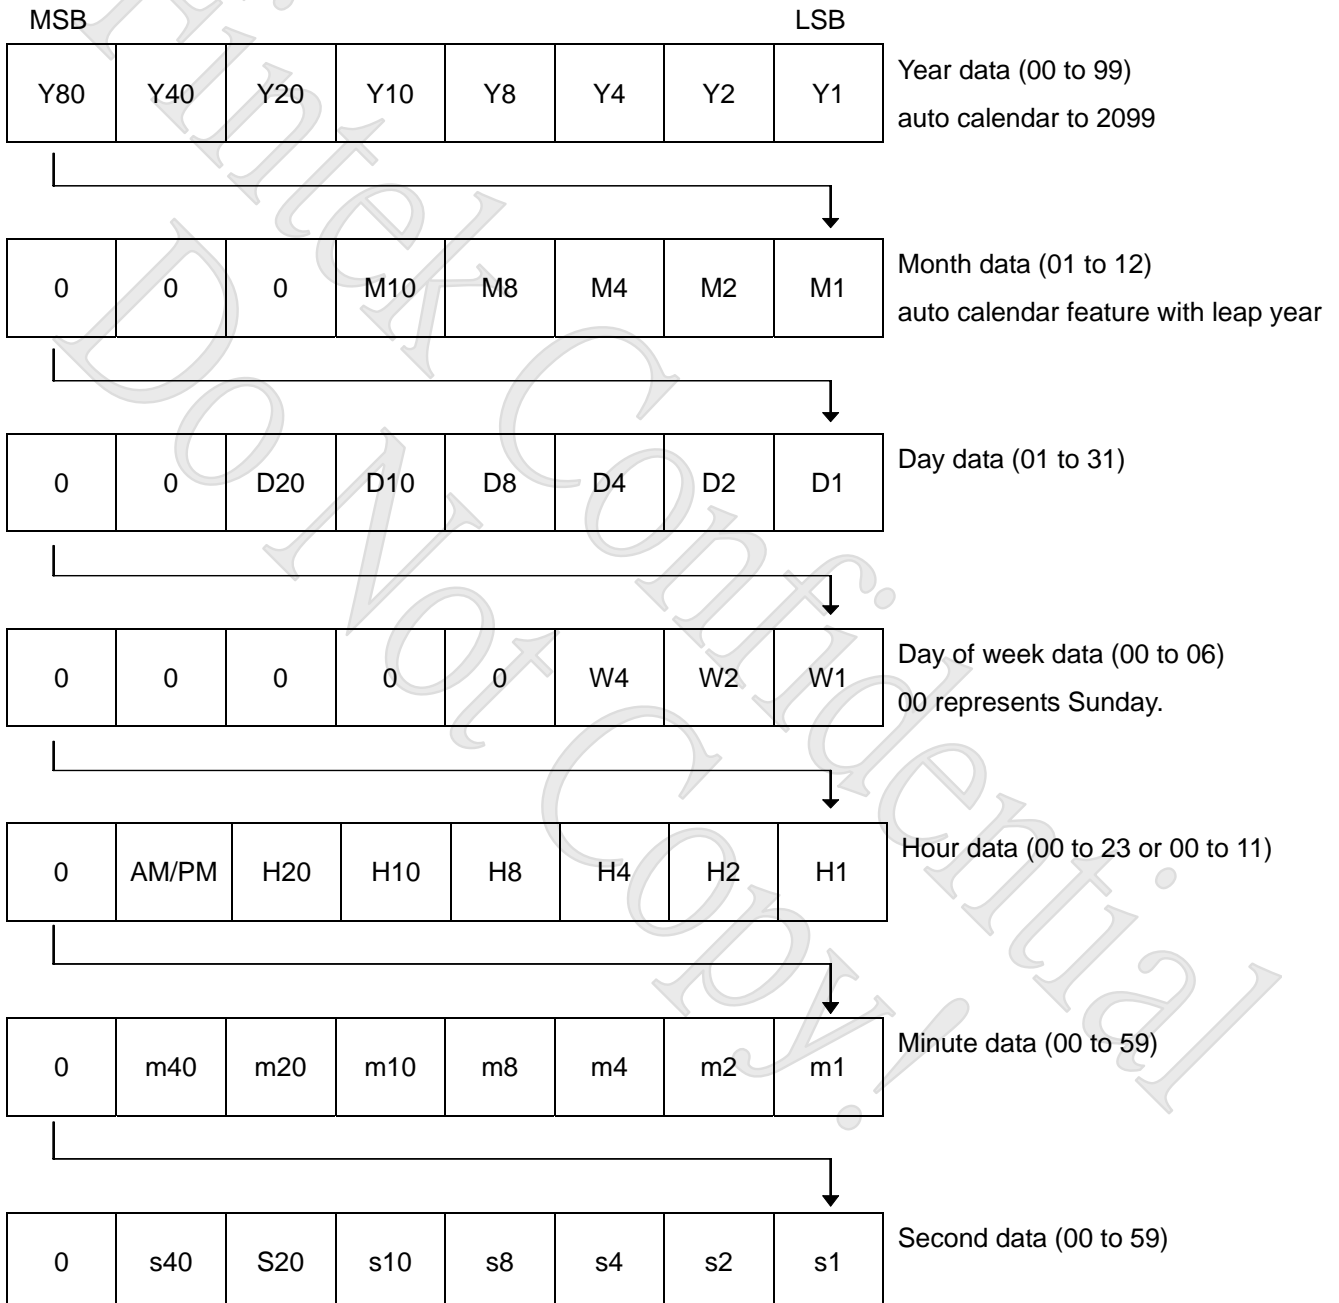 MSB LSB
Y80 Y40 Y20 Y10 Y8 Y4 Y2 Y1
Year data (00 to 99)
auto calendar to 2099
0 0 0 M10 M8 M4 M2 M1
Month data (01 to 12)
auto calendar feature with leap year
0 0 D20 D10 D8 D4 D2 D1
Day data (01 to 31)
0 0 0 0 0 W4 W2 W1
Day of week data (00 to 06)
00 represents Sunday.
0 AM/PM H20 H10 H8 H4 H2 H1
Hour data (00 to 23 or 00 to 11)
0 m40 m20 m10 m8 m4 m2 m1
Minute data (00 to 59)
0 s40 S20 s10 s8 s4 s2 s1
Second data (00 to 59)
Fintek Confidential
Do Not Copy!